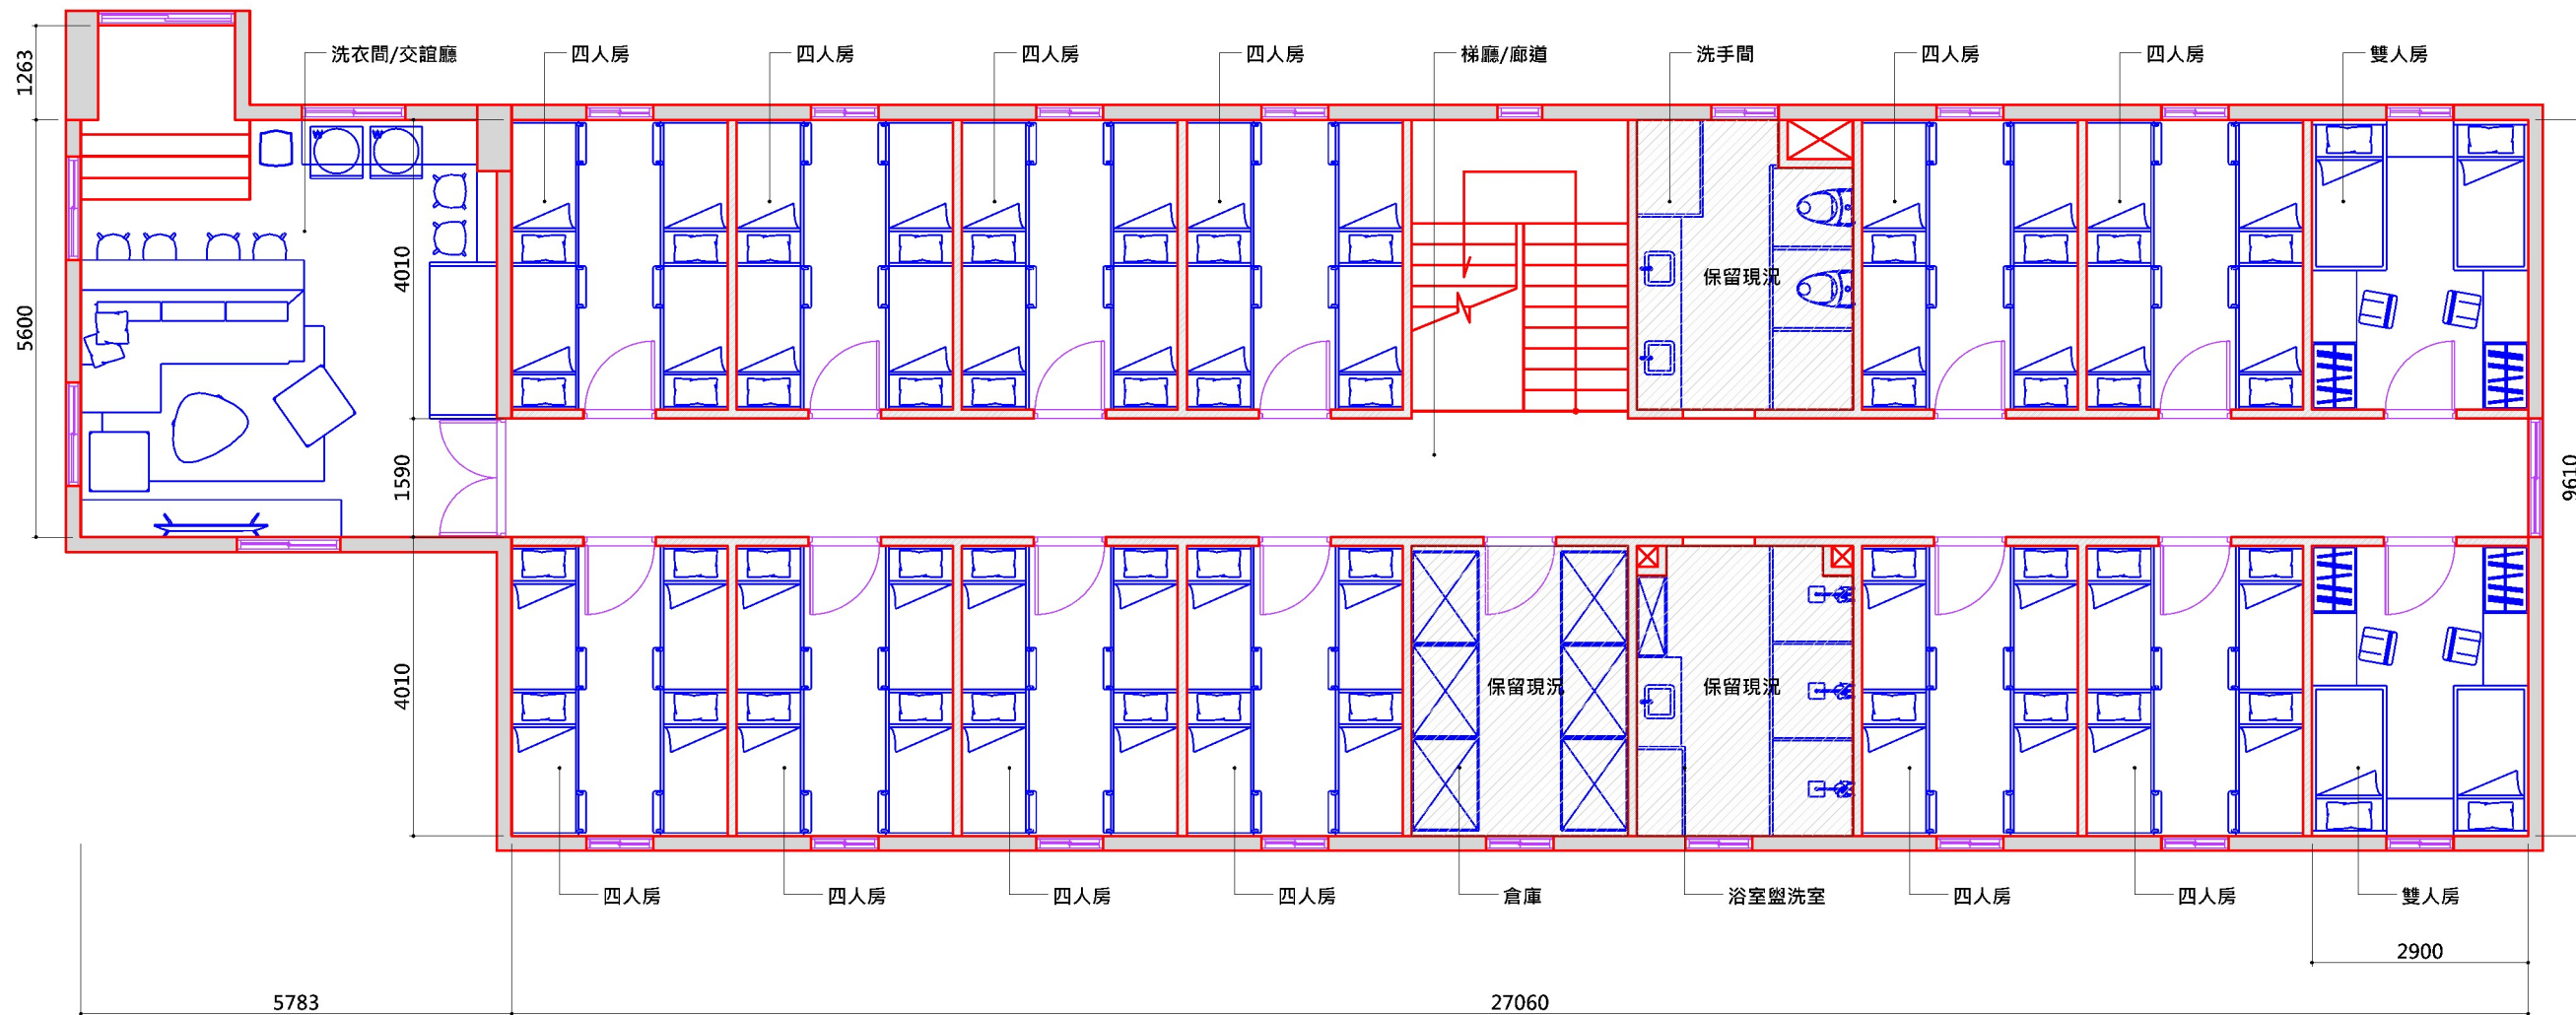 洗衣間/交誼廳
四人房
四人房
四人房
四人房
梯廳/廊道
洗手間
四人房
四人房
雙人房
1263
W
W
4010
保留現況
5600
1590
9610
4010
保留現況
保留現況
四人房
四人房
四人房
四人房
倉庫
浴室盥洗室
四人房
四人房
雙人房
2900
5783
27060